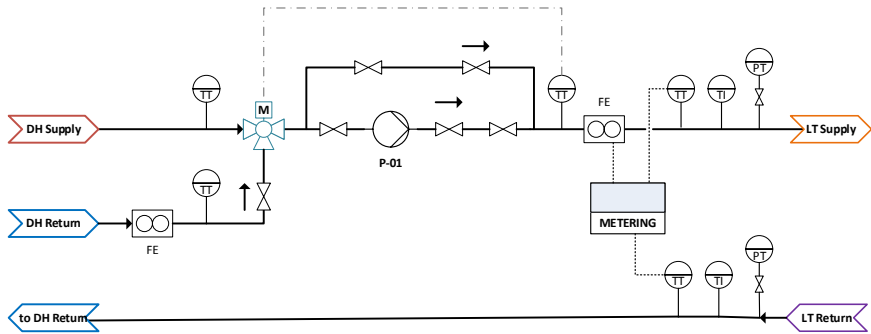 PT
TT
TT
FE
TT
TI
M
DH Supply
LT Supply
P-01
TT
DH Return
METERING
FE
PT
TT
TI
to DH Return
LT Return